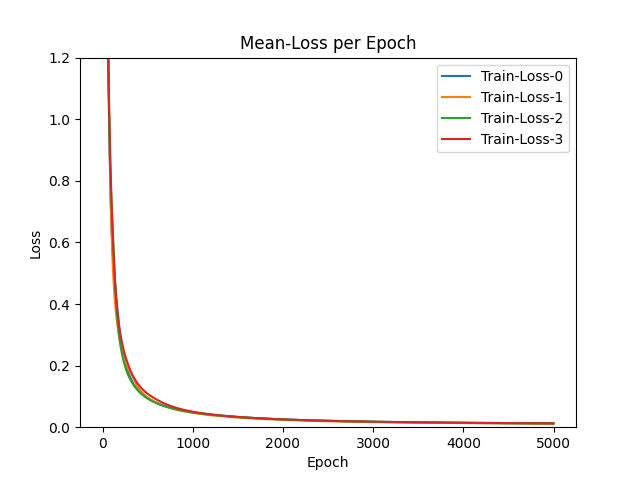 Mean-Loss per Epoch
1.2
1.0
0.8
0.6
0.4
0.2
0.0
Loss
Train-Loss-0
Train-Loss-1
Train-Loss-2
Train-Loss-3
0 1000 2000 3000 4000 5000
Epoch